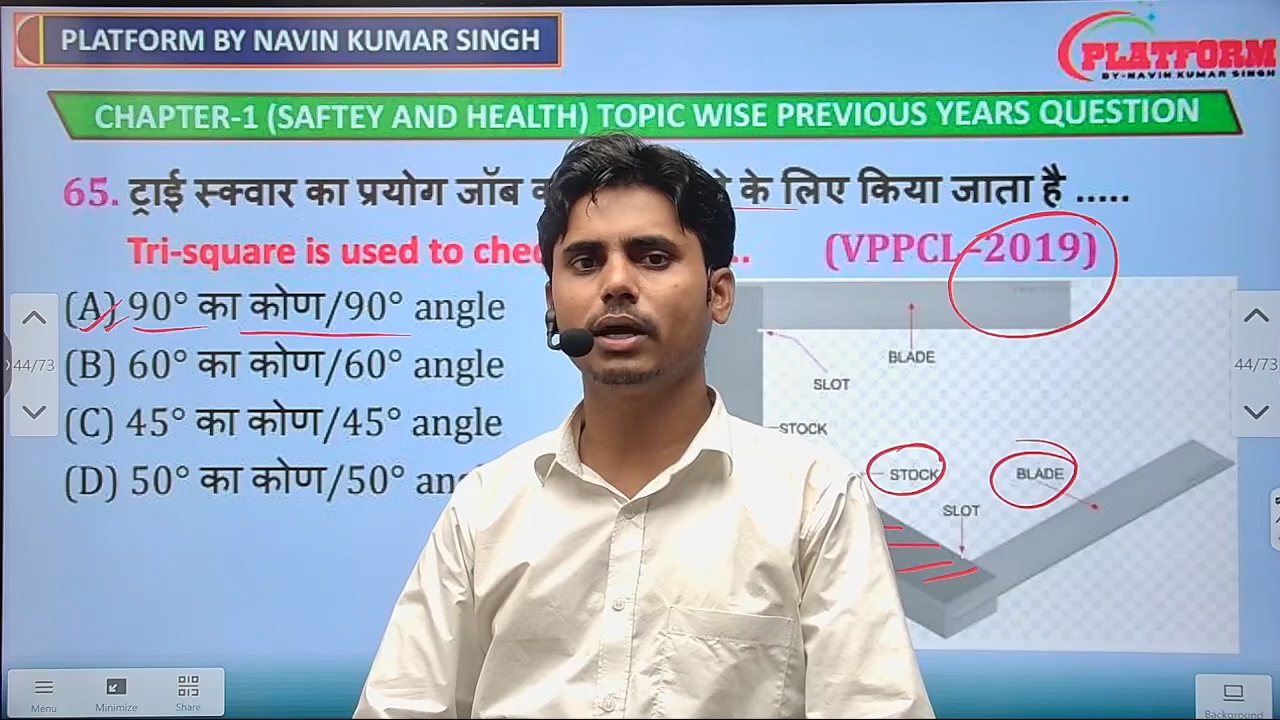 PLATFORM BY NAVIN KUMAR SINGH
PLATFORM
BY-NAVIN KUMAR SINGH
CHAPTER-1 (SAFTEY AND HEALTH) TOPIC WISE PREVIOUS YEARS QUESTION
65. ट्राई स्क्वार का प्रयोग जॉब के लिए किया जाता है .....
Tri-square is used to .. (VPPCL-2019)
(A) 90° का कोण/90° angle
(B) 60° का कोण/60° angle
(C) 45° का कोण/45° angle
(D) 50° का कोण/50°
BLADE
SLOT
STOCK
STOCK
BLADE
SLOT
44/73
44/73
Menu
Minimize
Share
Background